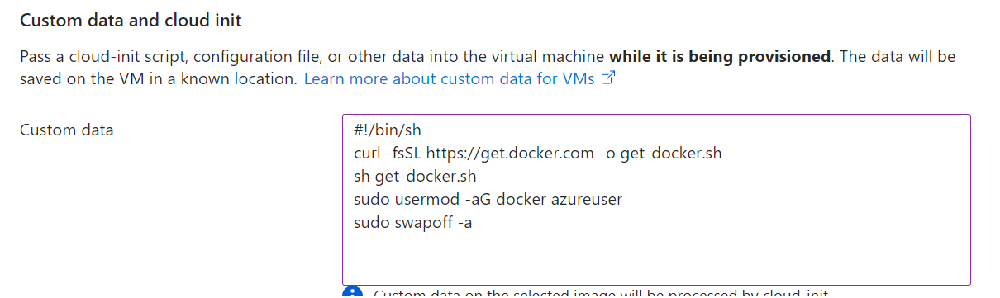 Custom data and cloud init
Pass a cloud-init script, configuration file, or other data into the virtual machine while it is being provisioned. The data will be
saved on the VM in a known location. Learn more about custom data for VMs
Custom data
#!/bin/sh
curl -fsSL https://get.docker.com -o get-docker.sh
sh get-docker.sh
sudo usermod -aG docker azureuser
sudo swapoff -a
Custom data on the selected image will be processed by cloud-init